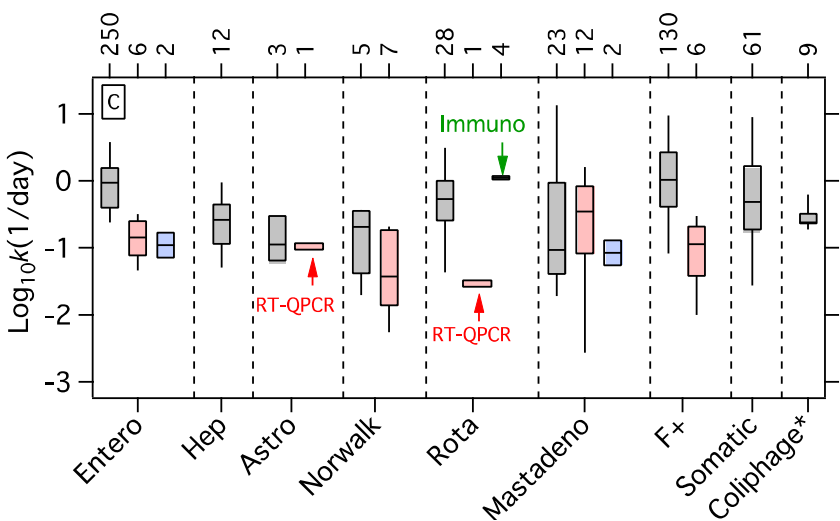 250 6 2 12 3 1 5 7 28 1 4 23 12 2 130 6 61 9
C
Immuno
1
0
-1
-2
-3
Log10k(1/day)
RT-QPCR
RT-QPCR
Entero Hep Astro Norwalk Rota Mastadeno F+ Somatic Coliphage*